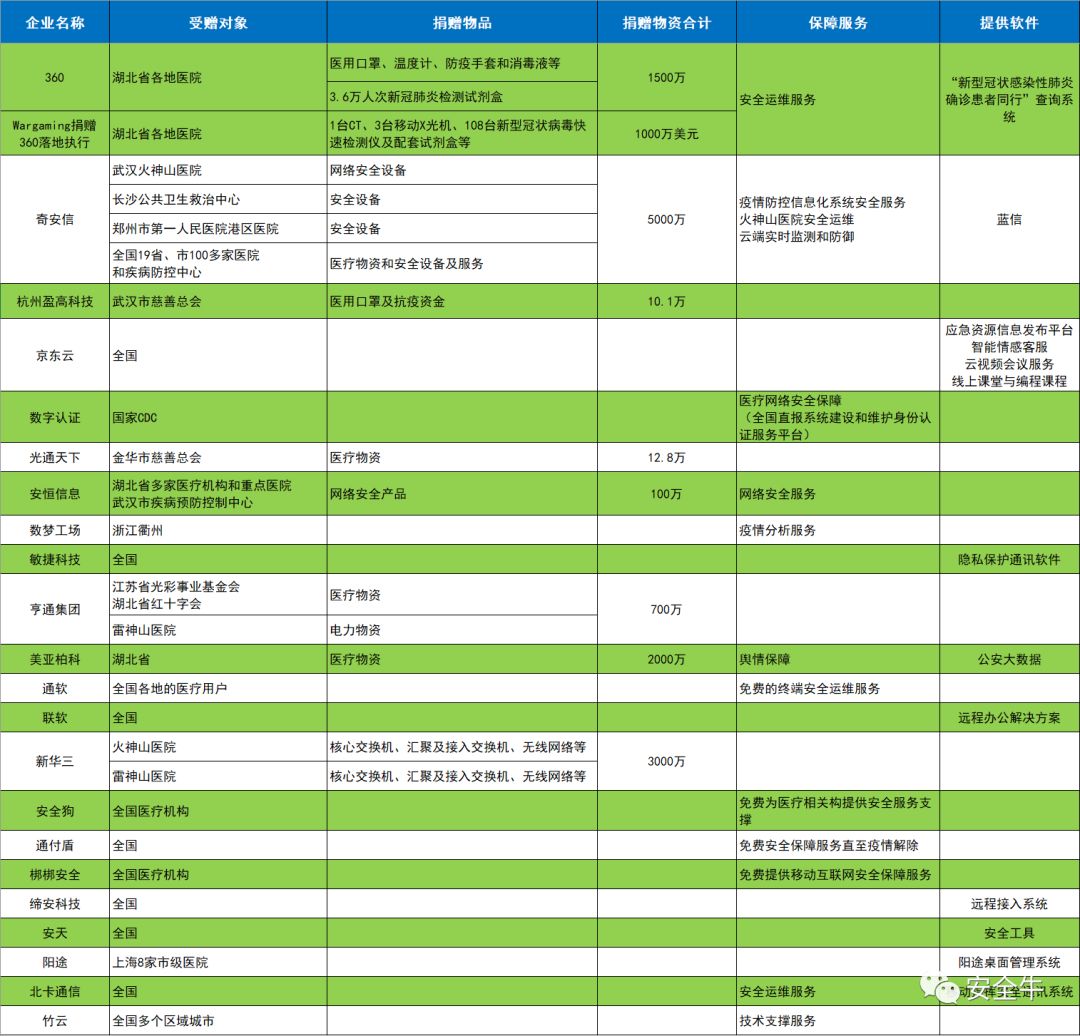 企业名称 受赠对象 捐赠物品 捐赠物资合计 保障服务 提供软件
360 湖北省各地医院 医用口罩、温度计、防疫手套和消毒液等 1500万 安全运维服务 “新型冠状感染性肺炎
确诊患者同行”查询系
统
3.6万人次新冠肺炎检测试剂盒
Wargaming捐赠
360落地执行 湖北省各地医院 1台CT、3台移动X光机、108台新型冠状病毒快
速检测仪及配套试剂盒等 1000万美元
奇安信 武汉火神山医院 网络安全设备 5000万 疫情防控信息化系统安全服务
火神山医院安全运维
云端实时监测和防御 蓝信
长沙公共卫生救治中心 安全设备
郑州市第一人民医院港区医院 安全设备
全国19省、市100多家医院
和疾病防控中心 医疗物资和安全设备及服务
杭州盈高科技 武汉市慈善总会 医用口罩及抗疫资金 10.1万
京东云 全国 应急资源信息发布平台
智能情感客服
云视频会议服务
线上课堂与编程课程
数字认证 国家CDC 医疗网络安全保障
（全国直报系统建设和维护身份认
证服务平台）
光通天下 金华市慈善总会 医疗物资 12.8万
安恒信息 湖北省多家医疗机构和重点医院
武汉市疾病预防控制中心 网络安全产品 100万 网络安全服务
数梦工场 浙江衢州 疫情分析服务
敏捷科技 全国 隐私保护通讯软件
亨通集团 江苏省光彩事业基金会
湖北省红十字会 医疗物资 700万
雷神山医院 电力物资
美亚柏科 湖北省 医疗物资 2000万 舆情保障 公安大数据
通软 全国各地的医疗用户 免费的终端安全运维服务
联软 全国 远程办公解决方案
新华三 火神山医院 核心交换机、汇聚及接入交换机、无线网络等 3000万
雷神山医院 核心交换机、汇聚及接入交换机、无线网络等
安全狗 全国医疗机构 免费为医疗相关构提供安全服务支
撑
通付盾 全国 免费安全保障服务直至疫情解除
梆梆安全 全国医疗机构 免费提供移动互联网安全保障服务
缔安科技 全国 远程接入系统
安天 全国 安全工具
阳途 上海8家市级医院 阳途桌面管理系统
北卡通信 全国 安全运维服务 通讯系统
安全牛
竹云 全国多个区域城市 技术支撑服务